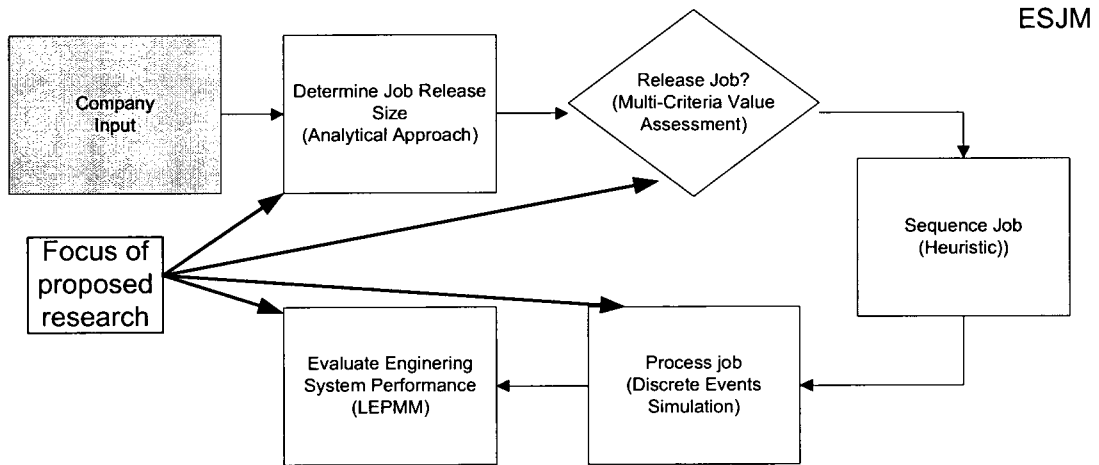 ESJM
Company
Input
Determine Job Release
Size
(Analytical Approach)
Release Job?
(Multi-Criteria Value
Assessment)
Sequence Job
(Heuristic))
Focus of
proposed
research
Evaluate Enginering
System Performance
(LEPMM)
Process job
(Discrete Events
Simulation)